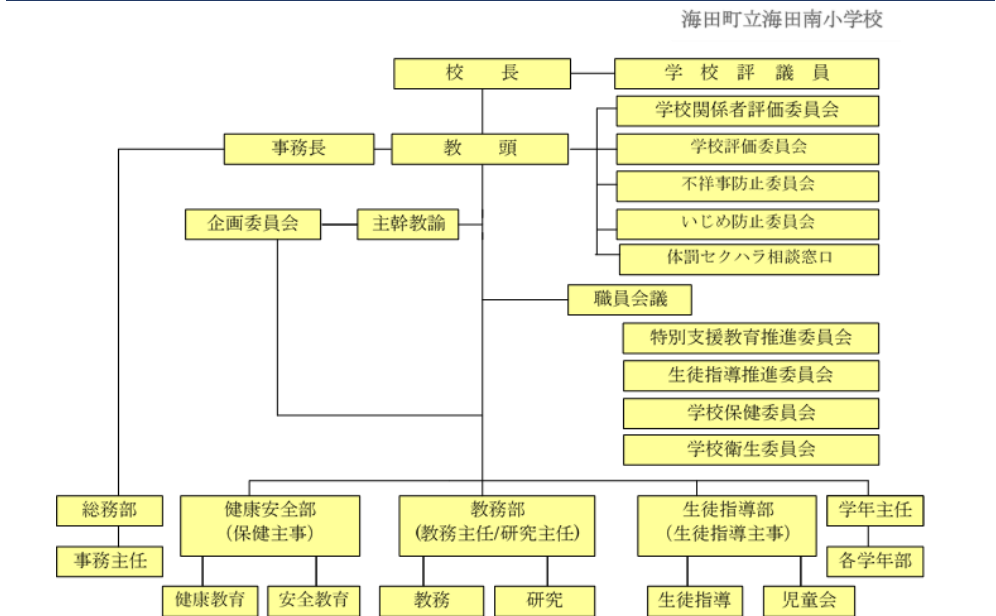 海田町立海田南小学校
校　長
学　校　評　議　員
学校関係者評価委員会
事務長
教　頭
学校評価委員会
不祥事防止委員会
企画委員会
主幹教諭
いじめ防止委員会
体罰セクハラ相談窓口
職員会議
特別支援教育推進委員会
生徒指導推進委員会
学校保健委員会
学校衛生委員会
総務部
健康安全部
(保健主事)
教務部
(教務主任/研究主任)
生徒指導部
(生徒指導主事)
学年主任
事務主任
各学年部
健康教育
安全教育
教務
研究
生徒指導
児童会